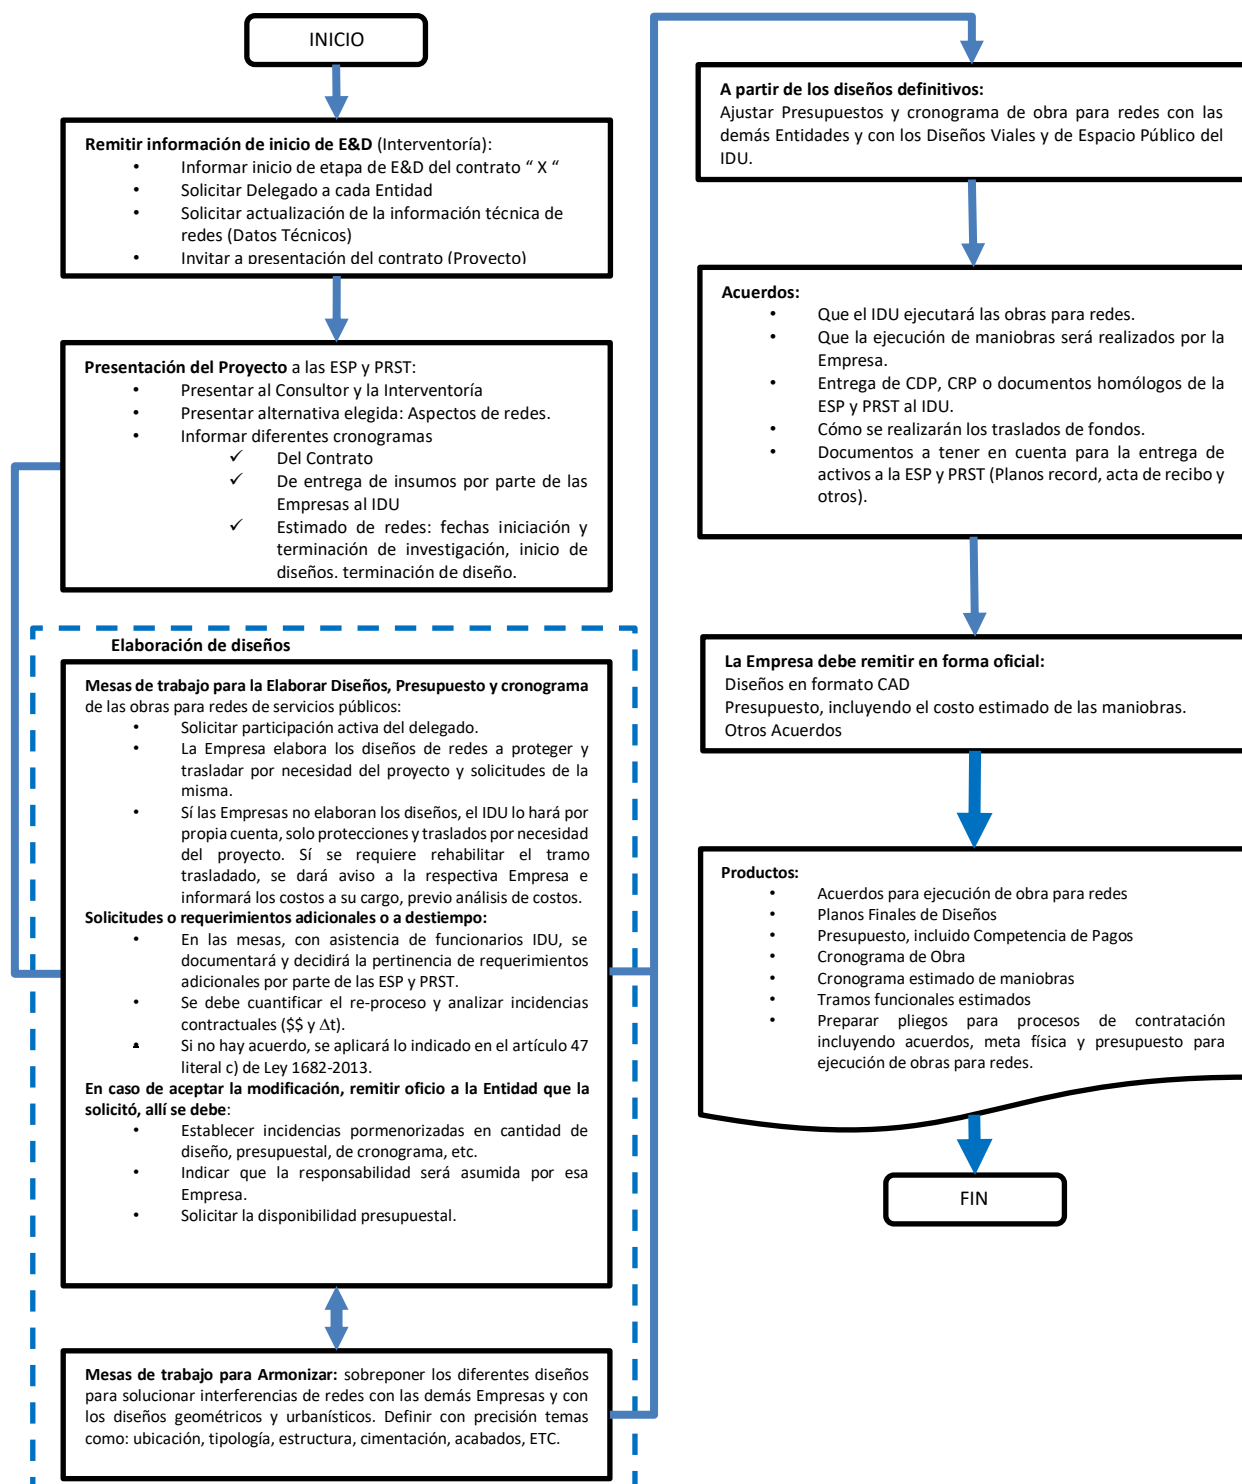 INICIO
Remitir información de inicio de E&D (Interventoría):
• Informar inicio de etapa de E&D del contrato “ X “
• Solicitar Delegado a cada Entidad
• Solicitar actualización de la información técnica de
redes (Datos Técnicos)
• Invitar a presentación del contrato (Proyecto)
Presentación del Proyecto a las ESP y PRST:
• Presentar al Consultor y la Interventoría
• Presentar alternativa elegida: Aspectos de redes.
• Informar diferentes cronogramas
✓ Del Contrato
✓ De entrega de insumos por parte de las
Empresas al IDU
✓ Estimado de redes: fechas iniciación y
terminación de investigación, inicio de
diseños. terminación de diseño.
Elaboración de diseños
Mesas de trabajo para la Elaborar Diseños, Presupuesto y cronograma
de las obras para redes de servicios públicos:
• Solicitar participación activa del delegado.
• La Empresa elabora los diseños de redes a proteger y
trasladar por necesidad del proyecto y solicitudes de la
misma.
• Sí las Empresas no elaboran los diseños, el IDU lo hará por
propia cuenta, solo protecciones y traslados por necesidad
del proyecto. Sí se requiere rehabilitar el tramo
trasladado, se dará aviso a la respectiva Empresa e
informará los costos a su cargo, previo análisis de costos.
Solicitudes o requerimientos adicionales o a destiempo:
• En las mesas, con asistencia de funcionarios IDU, se
documentará y decidirá la pertinencia de requerimientos
adicionales por parte de las ESP y PRST.
• Se debe cuantificar el re-proceso y analizar incidencias
contractuales ($$ y Δt).
• Si no hay acuerdo, se aplicará lo indicado en el artículo 47
literal c) de Ley 1682-2013.
En caso de aceptar la modificación, remitir oficio a la Entidad que la
solicitó, allí se debe:
• Establecer incidencias pormenorizadas en cantidad de
diseño, presupuestal, de cronograma, etc.
• Indicar que la responsabilidad será asumida por esa
Empresa.
• Solicitar la disponibilidad presupuestal.
Mesas de trabajo para Armonizar: sobreponer los diferentes diseños
para solucionar interferencias de redes con las demás Empresas y con
los diseños geométricos y urbanísticos. Definir con precisión temas
como: ubicación, tipología, estructura, cimentación, acabados, ETC.
A partir de los diseños definitivos:
Ajustar Presupuestos y cronograma de obra para redes con las
demás Entidades y con los Diseños Viales y de Espacio Público del
IDU.
Acuerdos:
• Que el IDU ejecutará las obras para redes.
• Que la ejecución de maniobras será realizados por la
Empresa.
• Entrega de CDP, CRP o documentos homólogos de la
ESP y PRST al IDU.
• Cómo se realizarán los traslados de fondos.
• Documentos a tener en cuenta para la entrega de
activos a la ESP y PRST (Planos record, acta de recibo y
otros).
La Empresa debe remitir en forma oficial:
Diseños en formato CAD
Presupuesto, incluyendo el costo estimado de las maniobras.
Otros Acuerdos
Productos:
• Acuerdos para ejecución de obra para redes
• Planos Finales de Diseños
• Presupuesto, incluido Competencia de Pagos
• Cronograma de Obra
• Cronograma estimado de maniobras
• Tramos funcionales estimados
• Preparar pliegos para procesos de contratación
incluyendo acuerdos, meta física y presupuesto para
ejecución de obras para redes.
FIN